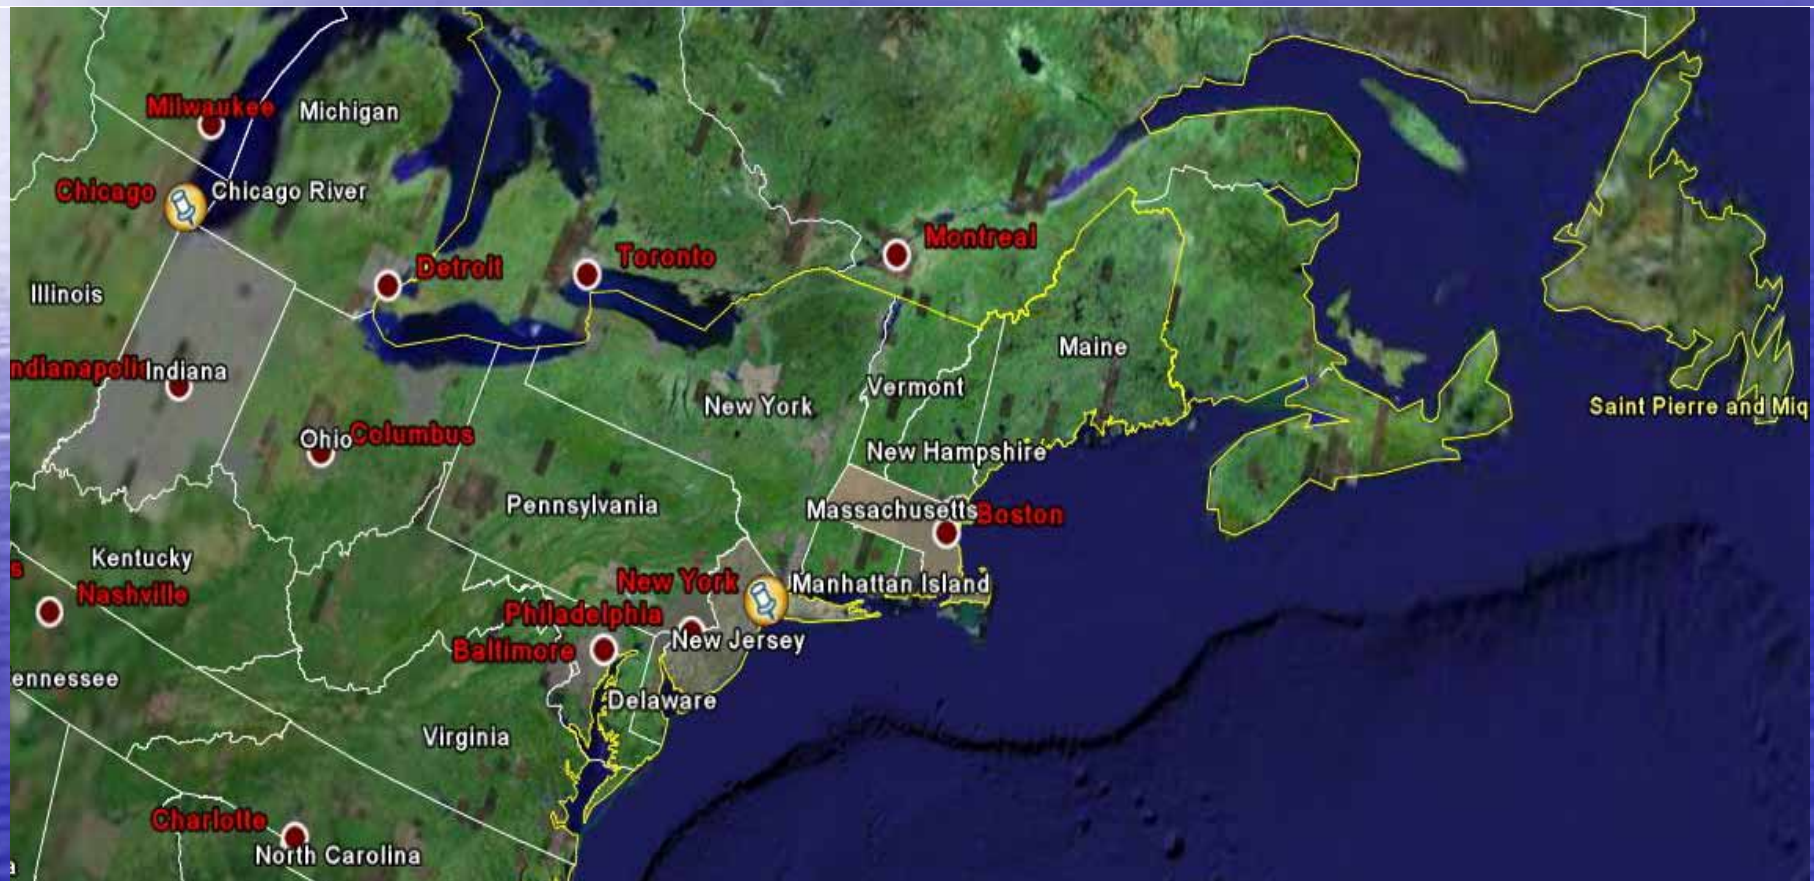 Milwaukee
Michigan
Chicago
Chicago River
Montreal
Toronto
Detroit
Illinois
Maine
ndianapoli
Indiana
Vermont
New York
Saint Pierre and Miq
Ohio
Columbus
New Hampshire
Pennsylvania
Massachusetts
Boston
Kentucky
s
New York
Manhattan Island
Nashville
Philadelphia
New Jersey
Baltimore
ennessee
Delaware
Virginia
Charlotte
North Carolina
a